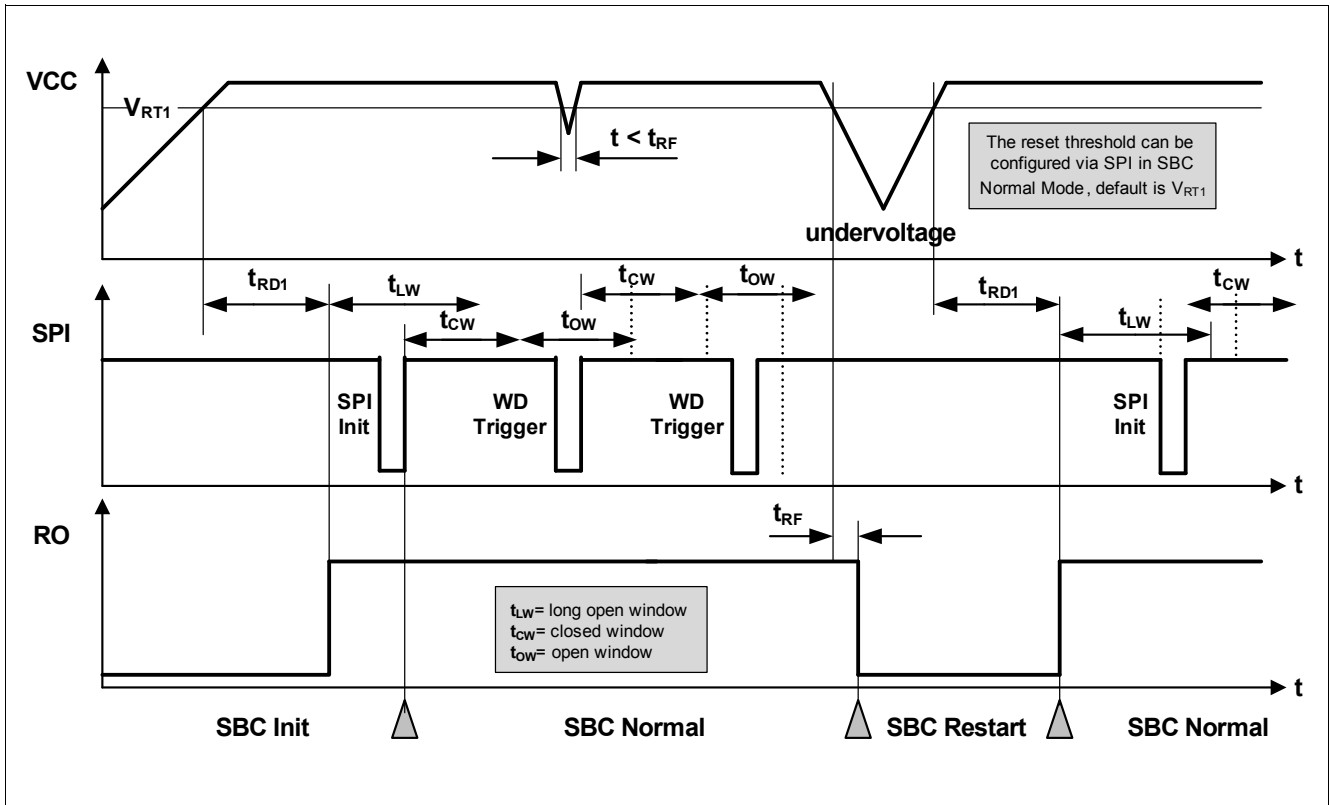 VCC
VRT1
t < tRF
The reset threshold can be
configured via SPI in SBC
Normal Mode, default is VRT1
undervoltage
t
tRD1
tLW
tCW
tOW
tCW
tOW
tRD1
tLW
tCW
SPI
SPI
Init
WD
Trigger
WD
Trigger
SPI
Init
t
RO
tRF
tLW= long open window
tCW= closed window
tOW= open window
t
SBC Init
SBC Normal
SBC Restart
SBC Normal